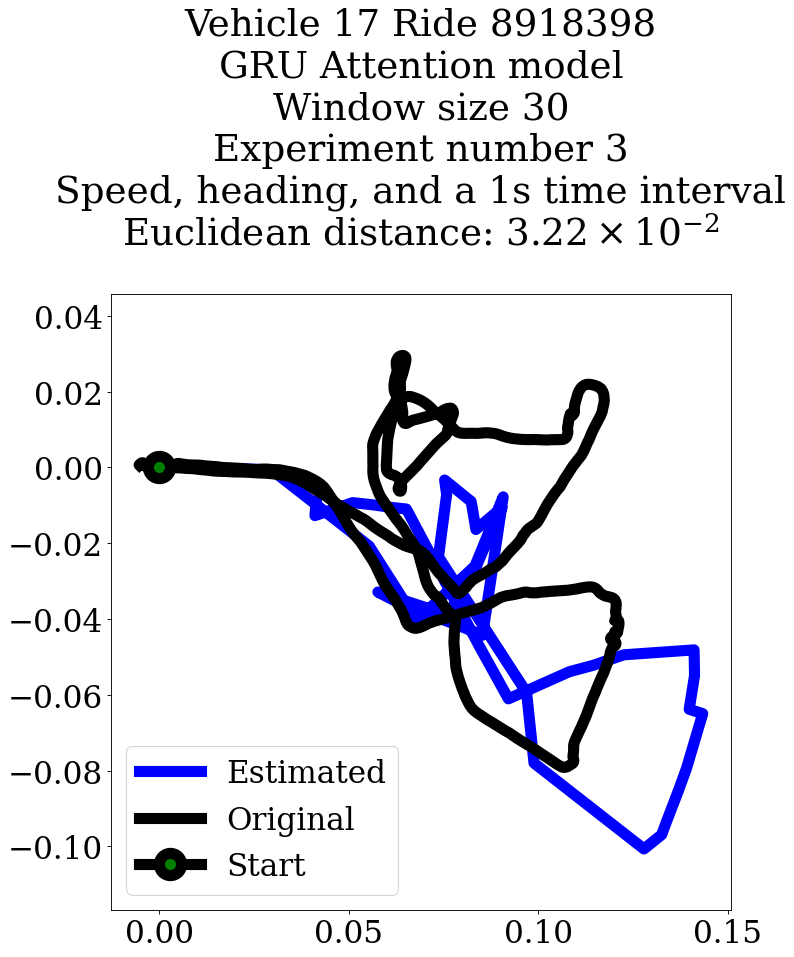 Vehicle 17 Ride 8918398
GRU Attention model
Window size 30
Experiment number 3
Speed, heading, and a 1s time interval
Euclidean distance: 3.22 × 10⁻²
0.04
0.02
0.00
−0.02
−0.04
−0.06
−0.08
−0.10
Estimated
Original
Start
0.00 0.05 0.10 0.15